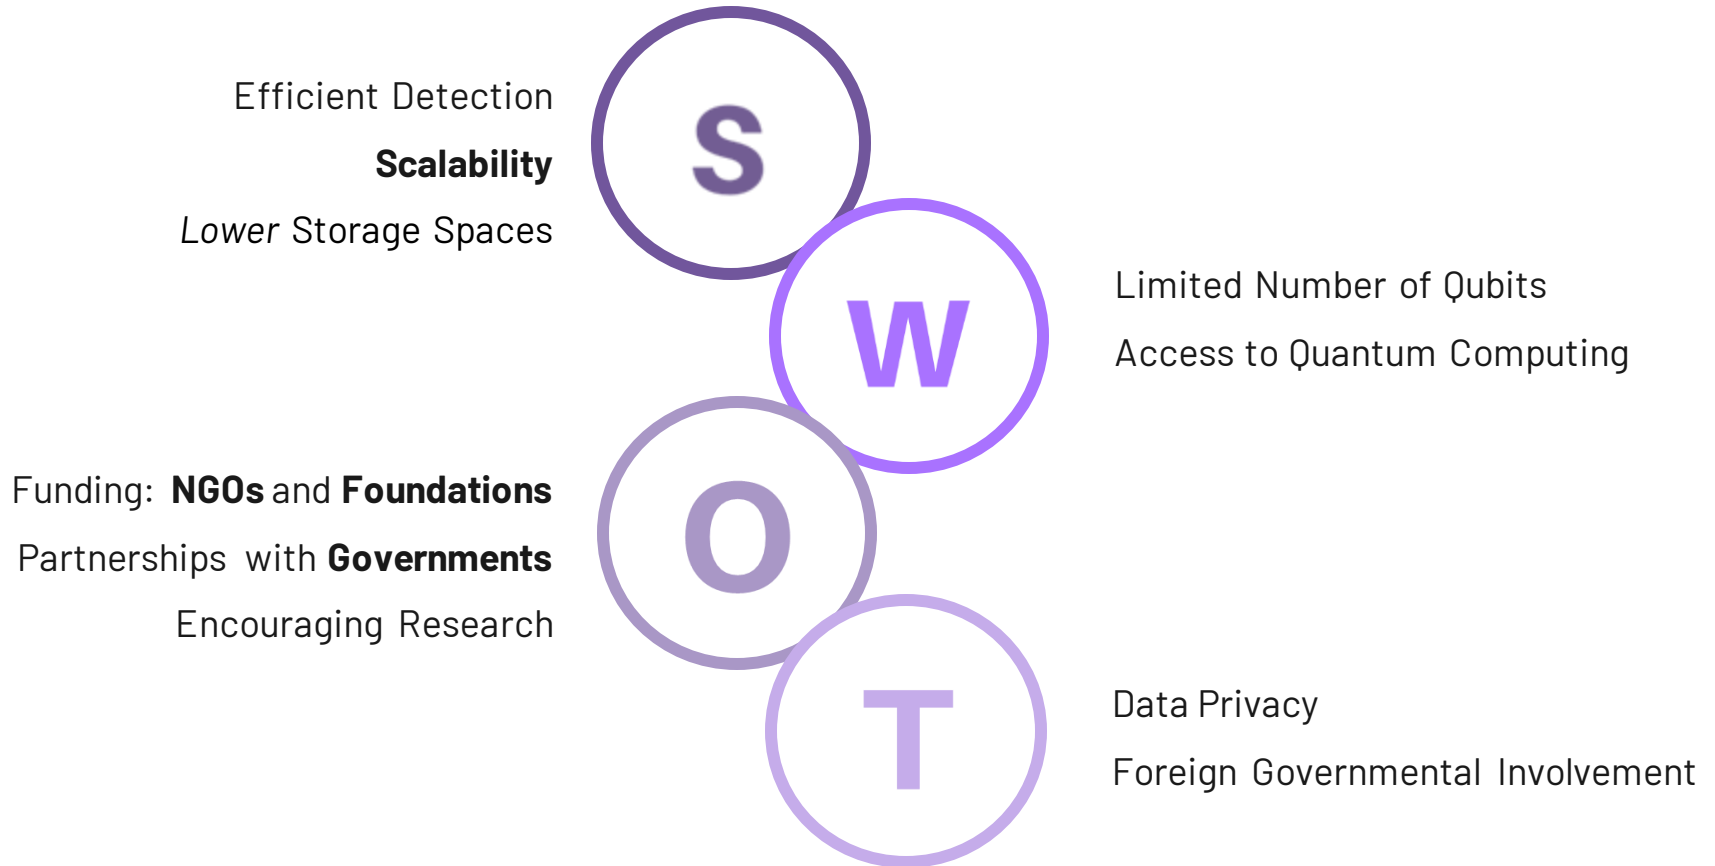 S
Efficient Detection
Scalability
Lower Storage Spaces
W
Limited Number of Qubits
Access to Quantum Computing
O
Funding: NGOs and Foundations
Partnerships with Governments
Encouraging Research
T
Data Privacy
Foreign Governmental Involvement